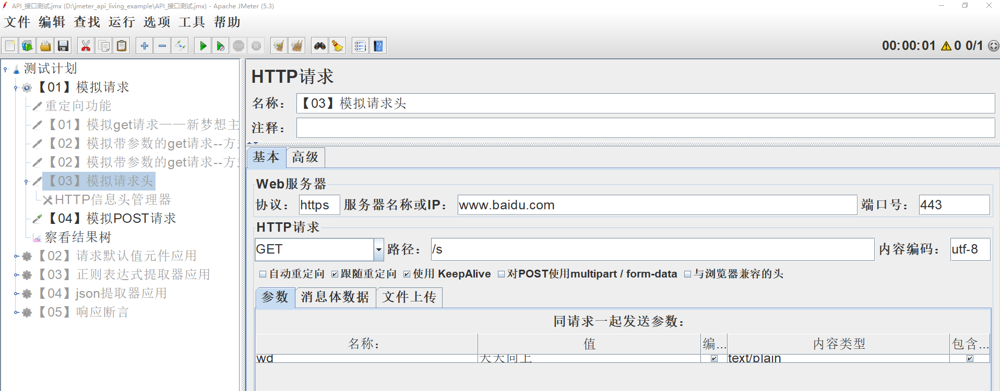 API_接口测试.jmx (D:\jmeter_api_living_example\API_接口测试.jmx) - Apache JMeter (5.3)
文件 编辑 查找 运行 选项 工具 帮助
STOP
00:00:01 0 0/1
测试计划
【01】模拟请求
重定向功能
【01】模拟get请求——新梦想主
【02】模拟带参数的get请求--方
【02】模拟带参数的get请求--方
【03】模拟请求头
HTTP信息头管理器
【04】模拟POST请求
察看结果树
【02】请求默认值元件应用
【03】正则表达式提取器应用
【04】json提取器应用
【05】响应断言
HTTP请求
名称： 【03】模拟请求头
注释：
基本 高级
Web服务器
协议： https 服务器名称或IP： www.baidu.com 端口号： 443
HTTP请求
GET 路径： /s 内容编码： utf-8
自动重定向 跟随重定向 使用 KeepAlive 对POST使用multipart / form-data 与浏览器兼容的头
参数 消息体数据 文件上传
同请求一起发送参数：
名称： 值 编... 内容类型 包含...
wd 天天向上 text/plain